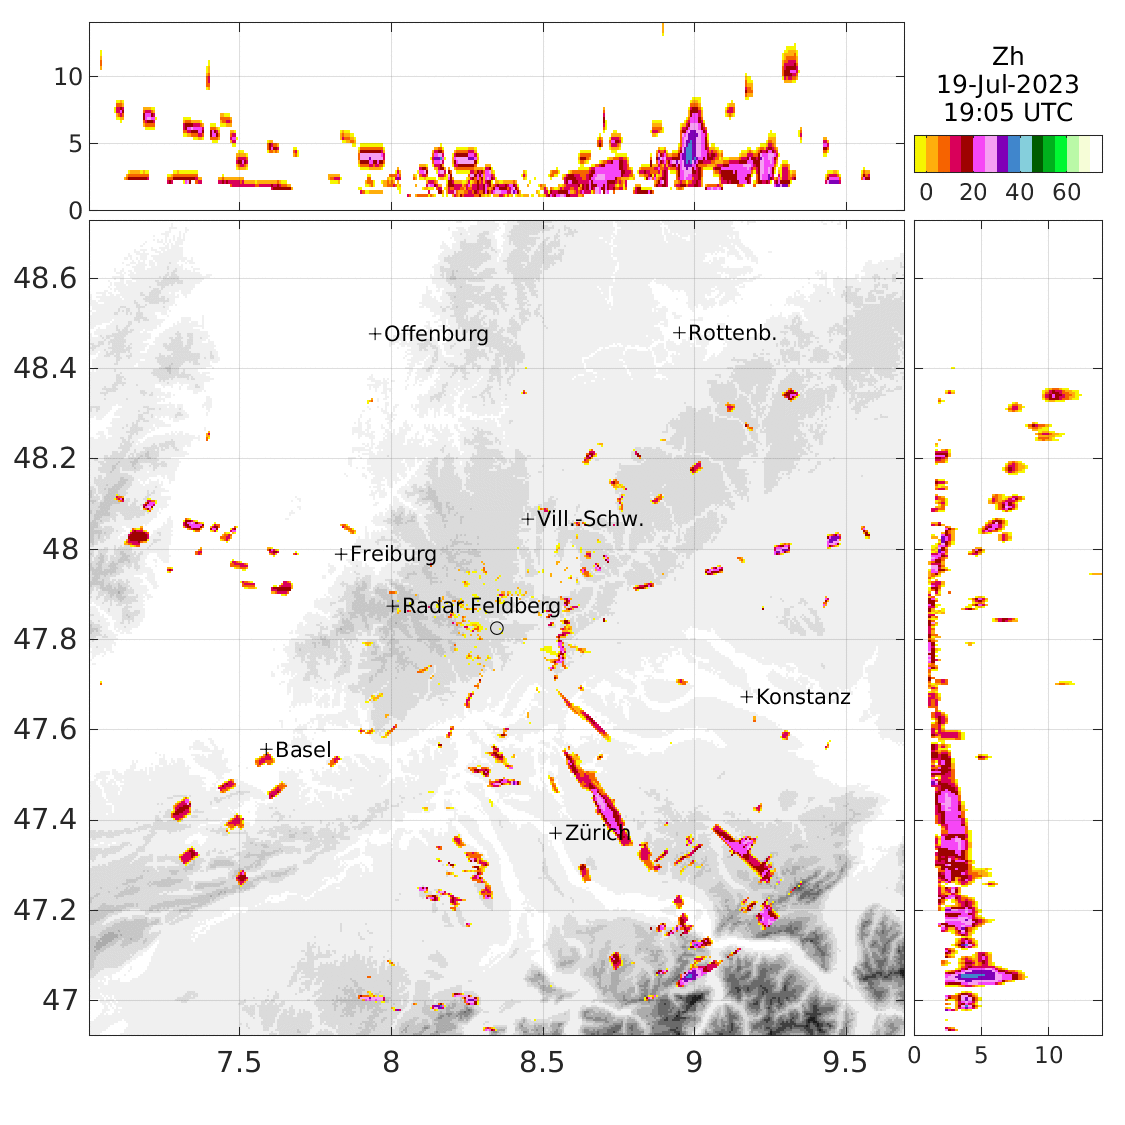 10
5
0
Zh
19-Jul-2023
19:05 UTC
0 20 40 60
48.6
48.4
48.2
48
47.8
47.6
47.4
47.2
47
+Offenburg
+Rottenb.
+Vill.-Schw.
+Freiburg
+Radar Feldberg
+Konstanz
+Basel
+Zürich
7.5 8 8.5 9 9.5
0 5 10